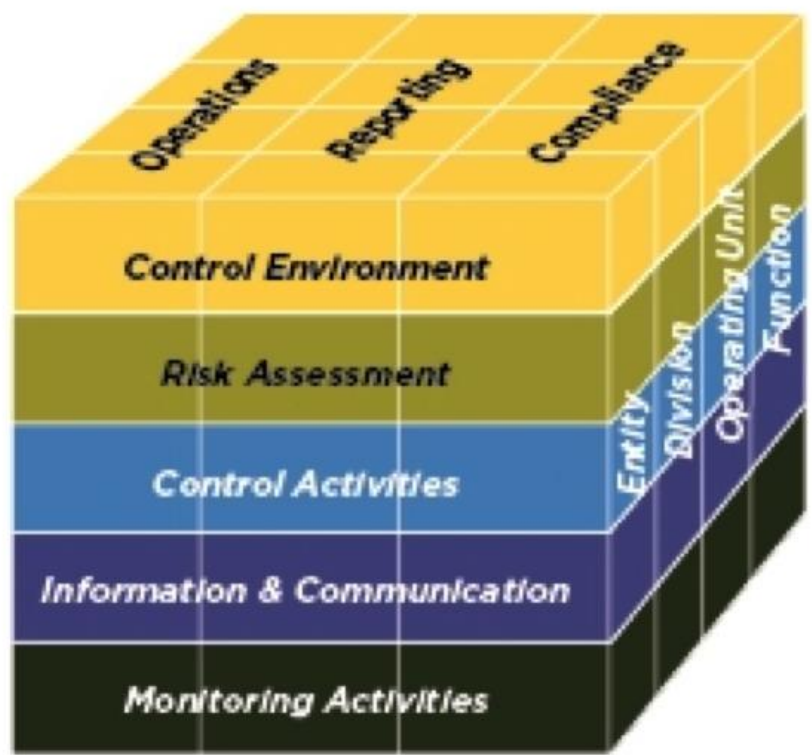 Operations
Reporting
Compliance
Control Environment
Risk Assessment
Control Activities
Information & Communication
Monitoring Activities
Entity
Division
Operating Unit
Function